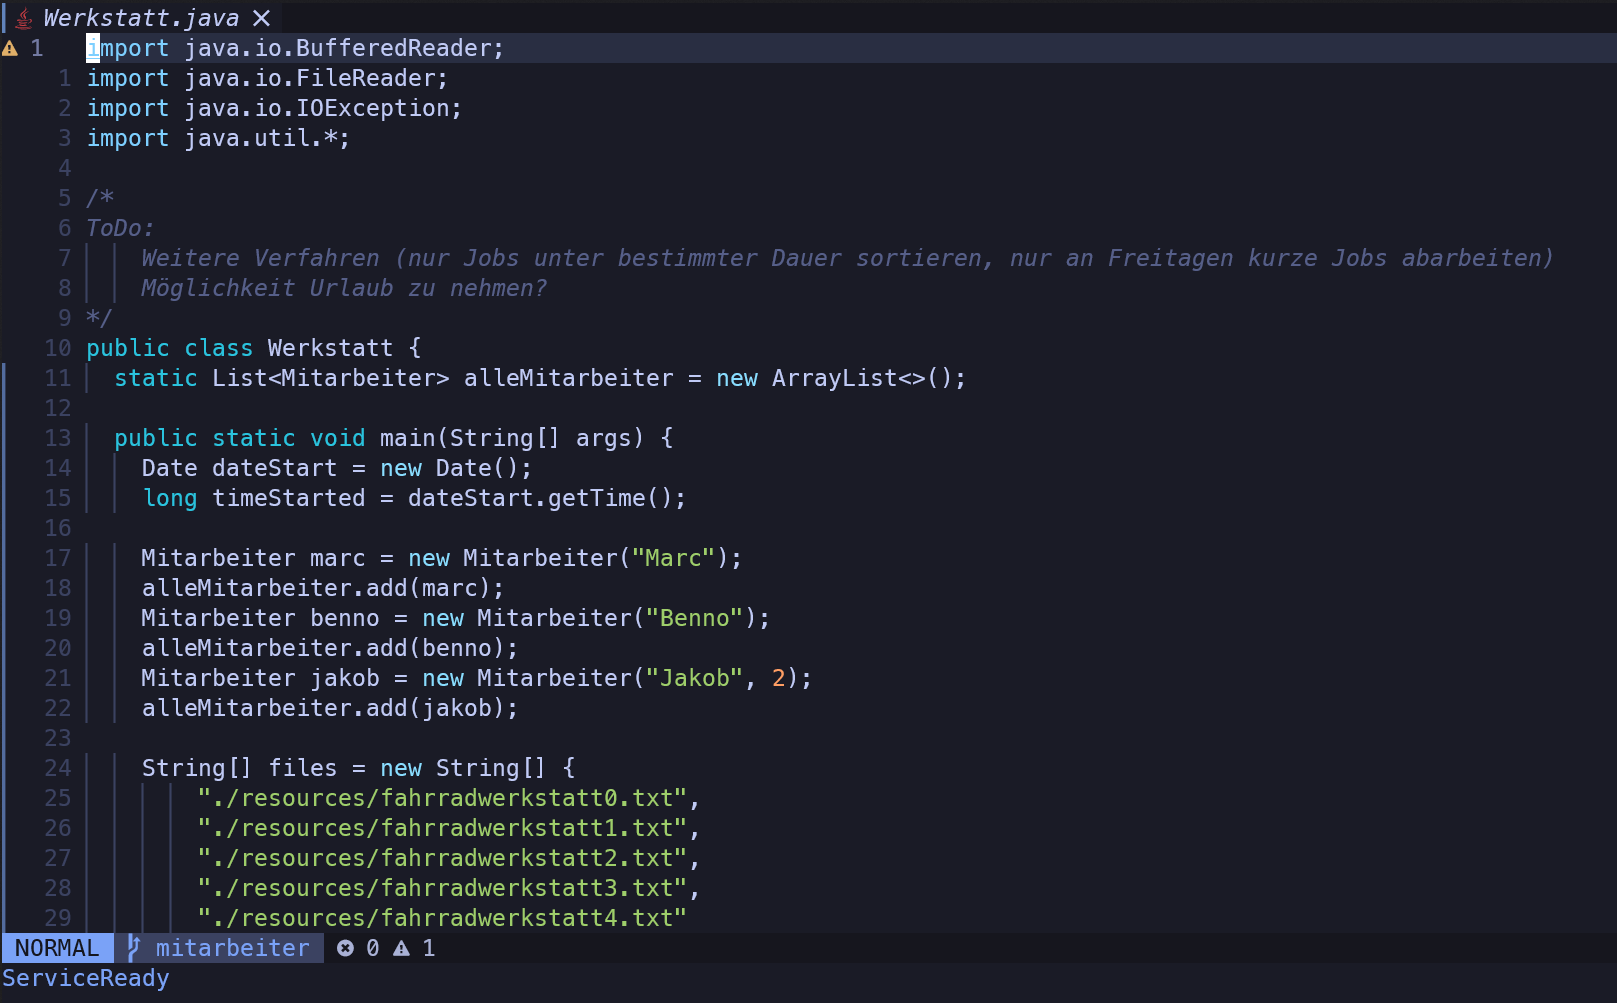 Werkstatt.java
1 import java.io.BufferedReader;
1 import java.io.FileReader;
2 import java.io.IOException;
3 import java.util.*;
4
5 /*
6 ToDo:
7 Weitere Verfahren (nur Jobs unter bestimmter Dauer sortieren, nur an Freitagen kurze Jobs abarbeiten)
8 Möglichkeit Urlaub zu nehmen?
9 */
10 public class Werkstatt {
11 static List<Mitarbeiter> alleMitarbeiter = new ArrayList<>();
12
13 public static void main(String[] args) {
14 Date dateStart = new Date();
15 long timeStarted = dateStart.getTime();
16
17 Mitarbeiter marc = new Mitarbeiter("Marc");
18 alleMitarbeiter.add(marc);
19 Mitarbeiter benno = new Mitarbeiter("Benno");
20 alleMitarbeiter.add(benno);
21 Mitarbeiter jakob = new Mitarbeiter("Jakob", 2);
22 alleMitarbeiter.add(jakob);
23
24 String[] files = new String[] {
25 "./resources/fahrradwerkstatt0.txt",
26 "./resources/fahrradwerkstatt1.txt",
27 "./resources/fahrradwerkstatt2.txt",
28 "./resources/fahrradwerkstatt3.txt",
29 "./resources/fahrradwerkstatt4.txt"
NORMAL mitarbeiter 0 1
ServiceReady